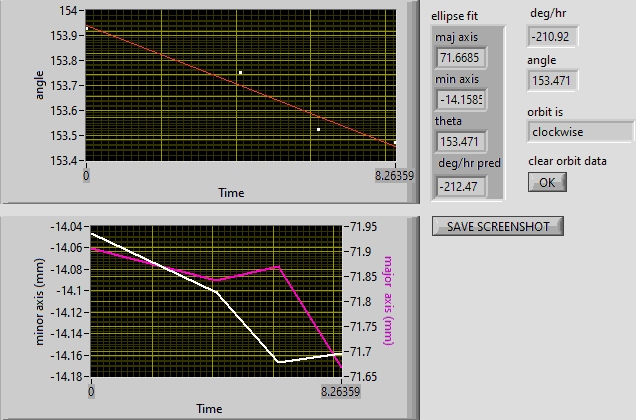 154
153.9
153.8
153.7
153.6
153.5
153.4
angle
0
8.26359
Time
ellipse fit
maj axis
71.6685
min axis
-14.1585
theta
153.471
deg/hr pred
-212.47
deg/hr
-210.92
angle
153.471
orbit is
clockwise
clear orbit data
OK
SAVE SCREENSHOT
-14.04
-14.06
-14.08
-14.1
-14.12
-14.14
-14.16
-14.18
minor axis (mm)
71.95
71.9
71.85
71.8
71.75
71.7
71.65
major axis (mm)
0
8.26359
Time